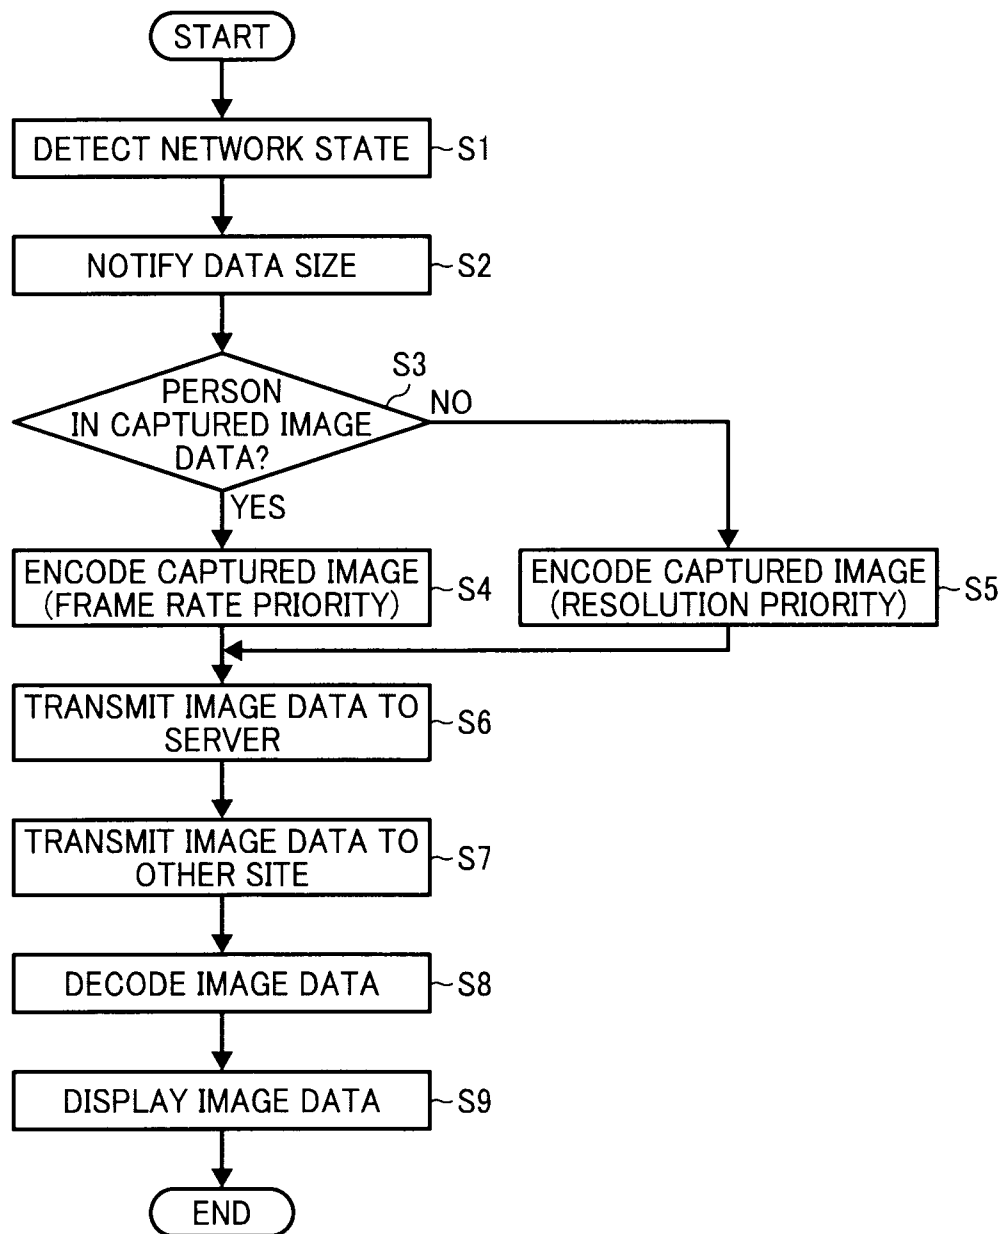 START
DETECT NETWORK STATE
S1
NOTIFY DATA SIZE
S2
S3
PERSON
IN CAPTURED IMAGE
DATA?
NO
YES
ENCODE CAPTURED IMAGE
(FRAME RATE PRIORITY)
S4
ENCODE CAPTURED IMAGE
(RESOLUTION PRIORITY)
S5
TRANSMIT IMAGE DATA TO
SERVER
S6
TRANSMIT IMAGE DATA TO
OTHER SITE
S7
DECODE IMAGE DATA
S8
DISPLAY IMAGE DATA
S9
END